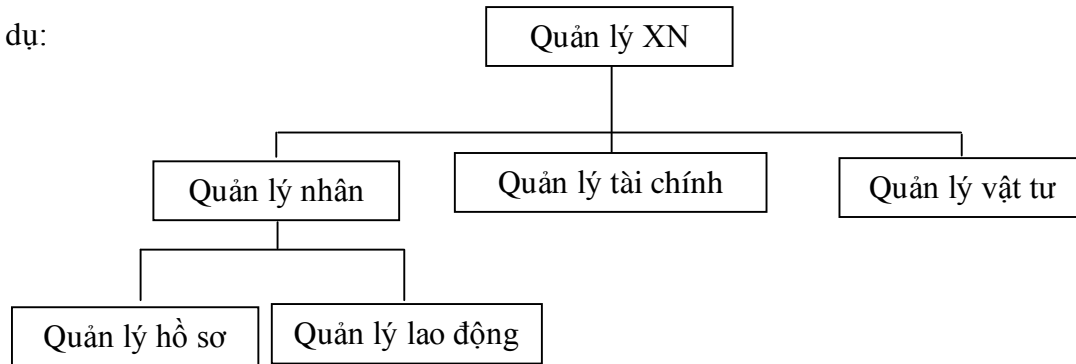 dụ:
Quản lý XN
Quản lý nhân
Quản lý tài chính
Quản lý vật tư
Quản lý hồ sơ
Quản lý lao động